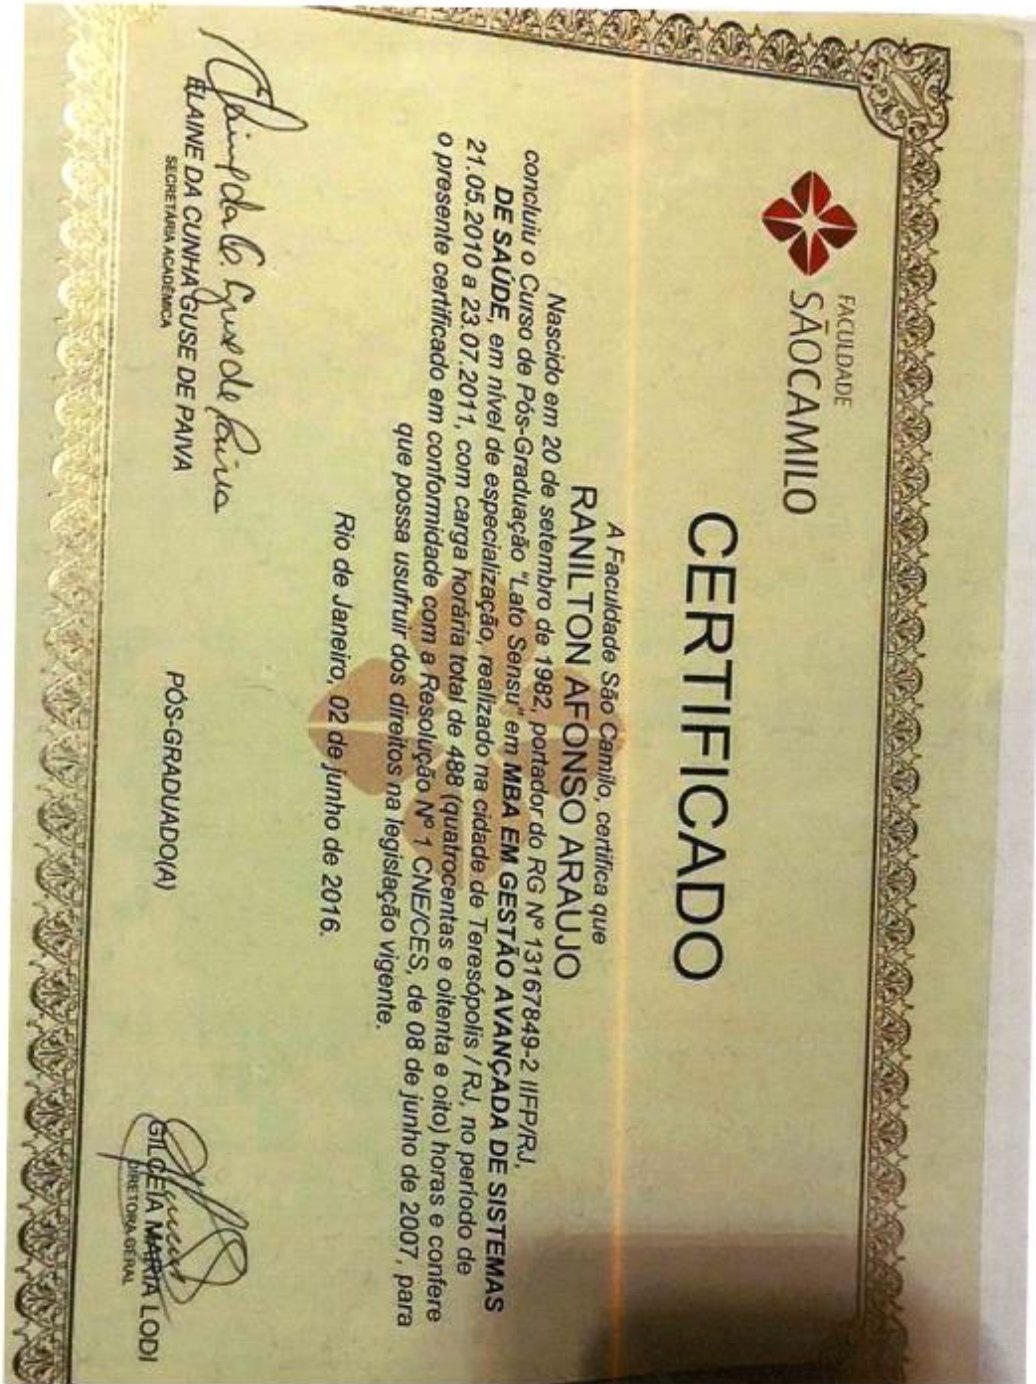 FACULDADE
SÃOCAMILO
CERTIFICADO
A Faculdade São Camilo, certifica que
RANILTON AFONSO ARAUJO
Nascido em 20 de setembro de 1982, portador do RG Nº 13167849-2 IIFP/RJ,
concluiu o Curso de Pós-Graduação "Lato Sensu" em MBA EM GESTÃO AVANÇADA DE SISTEMAS
DE SAÚDE, em nível de especialização, realizado na cidade de Teresópolis / RJ, no período de
21.05.2010 a 23.07.2011, com carga horária total de 488 (quatrocentas e oitenta e oito) horas e confere
o presente certificado em conformidade com a Resolução Nº 1 CNE/CES, de 08 de junho de 2007, para
que possa usufruir dos direitos na legislação vigente.
Rio de Janeiro, 02 de junho de 2016.
ELAINE DA CUNHA GUSE DE PAIVA
SECRETÁRIA ACADÊMICA
PÓS-GRADUADO(A)
GILCEIA MARIA LODI
DIRETORA GERAL